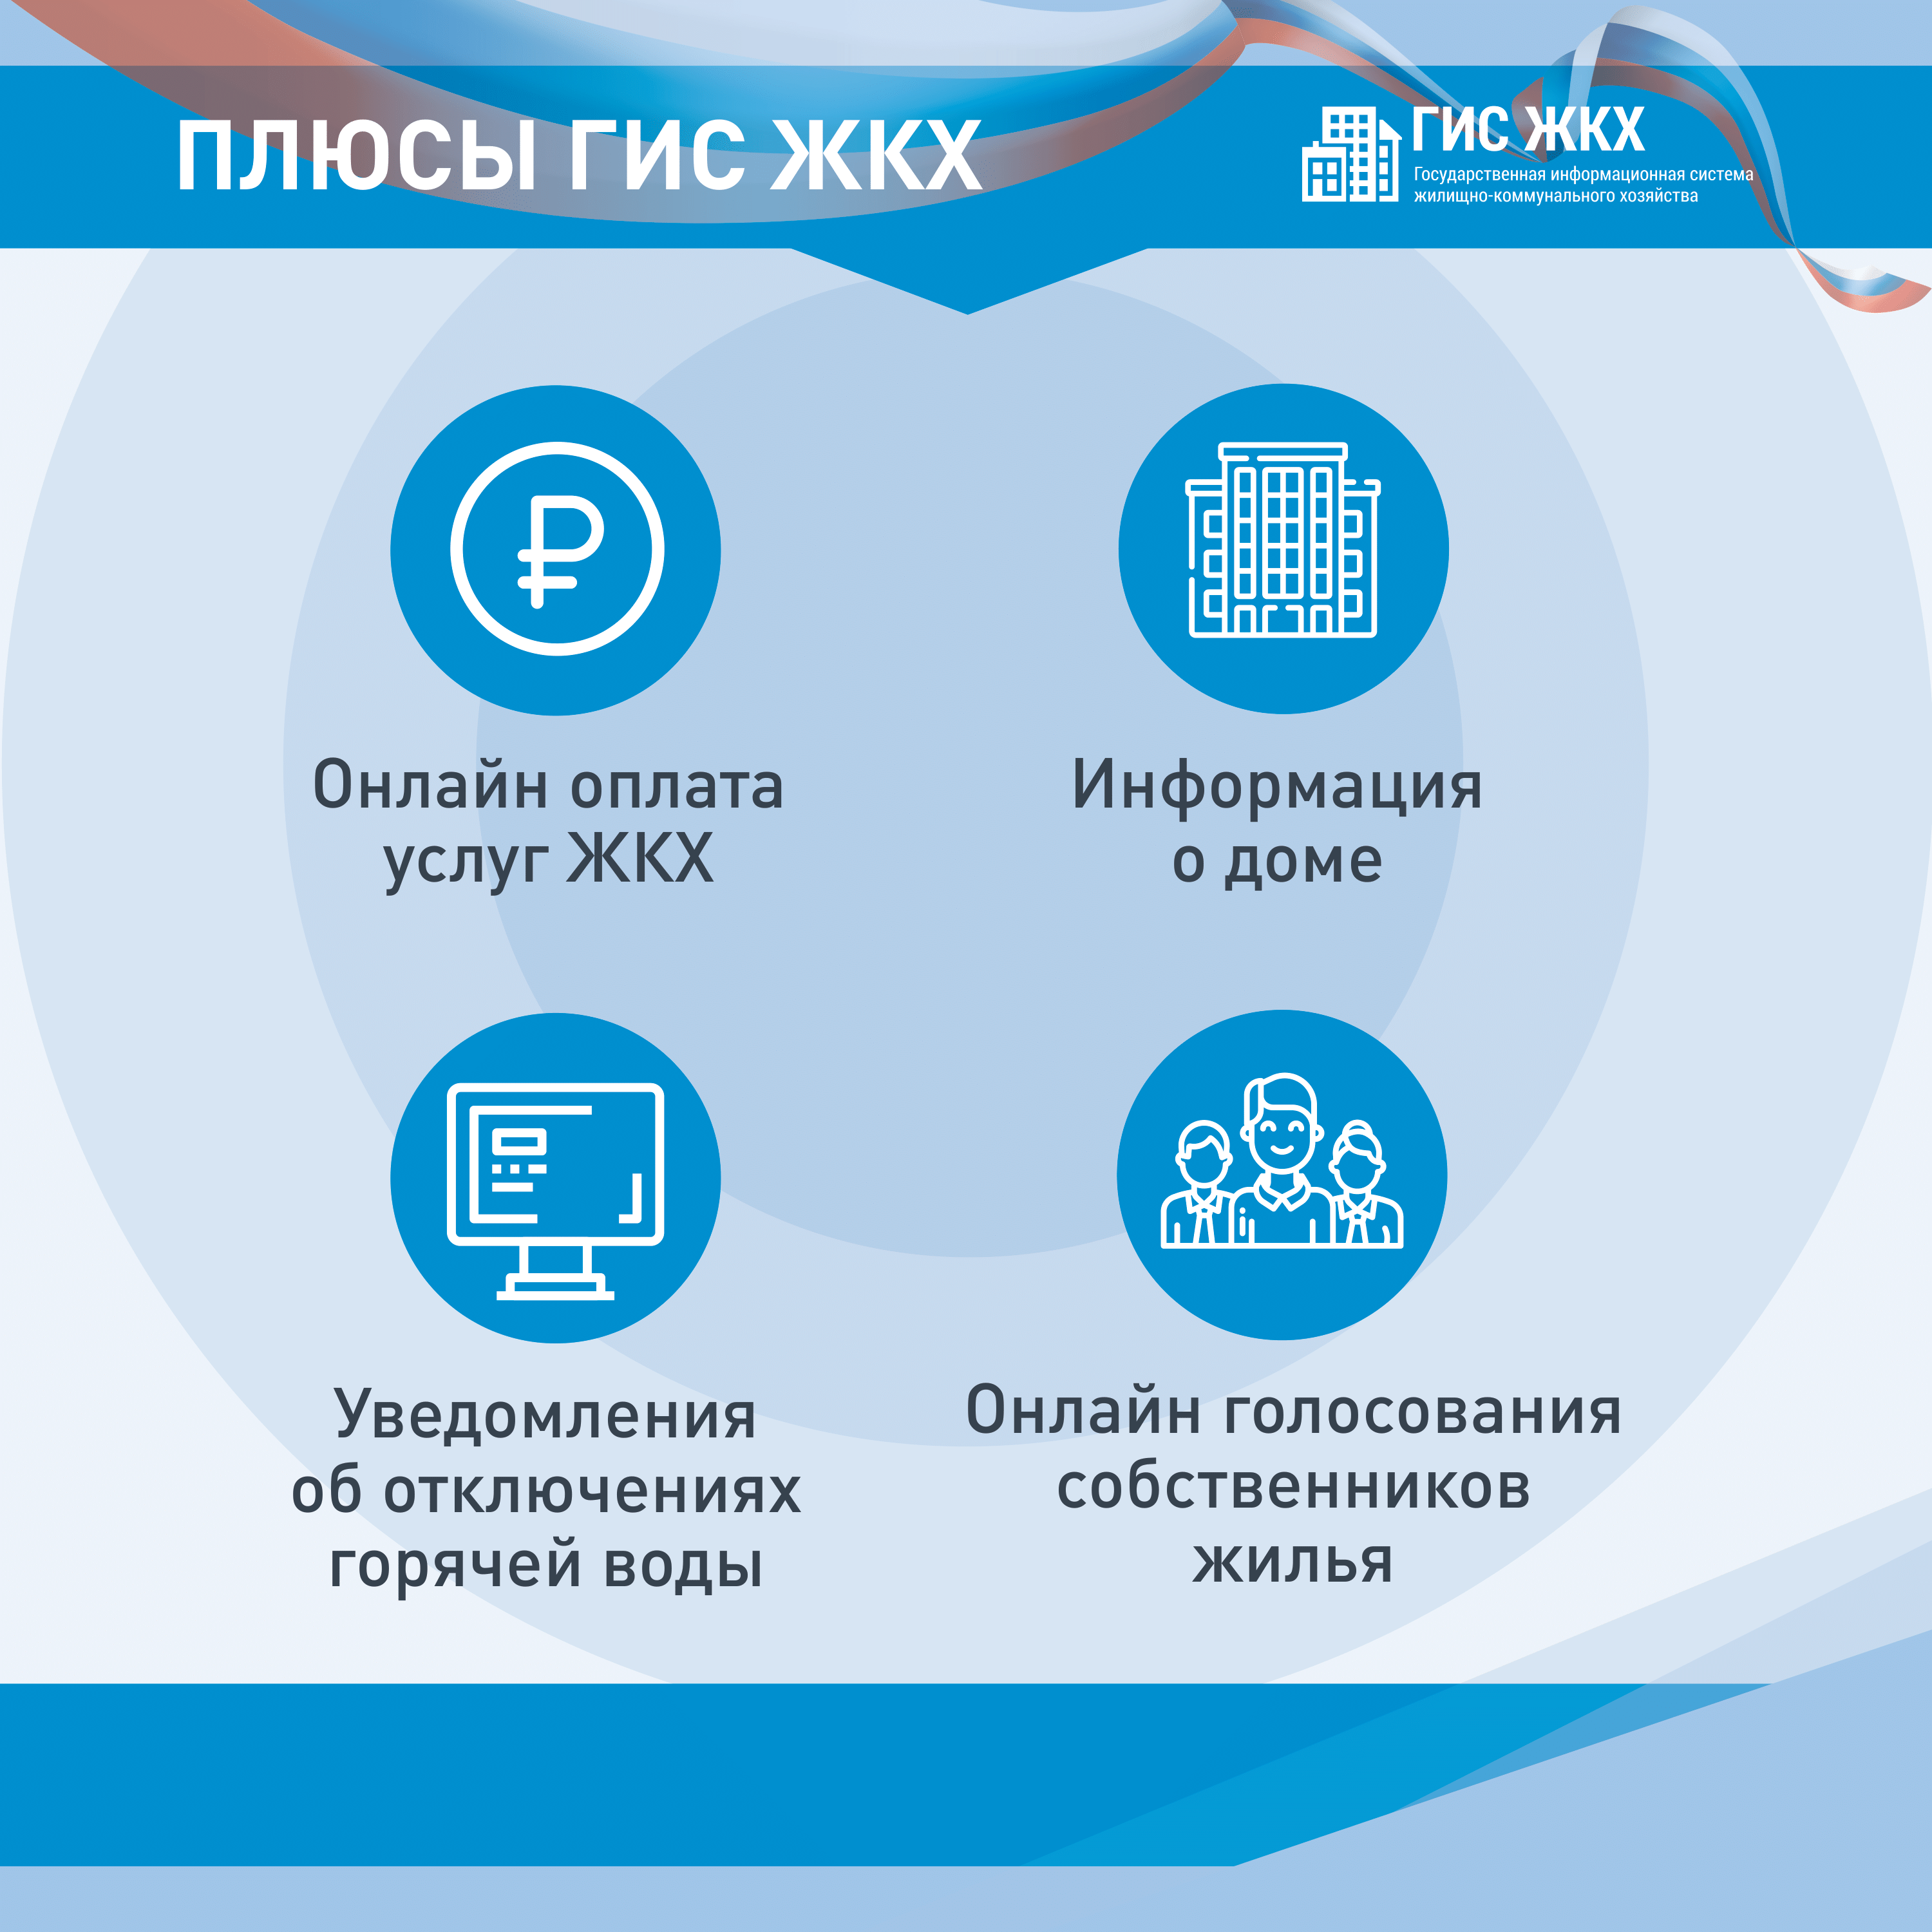 ПЛЮСЫ ГИС ЖКХ
ГИС ЖКХ
Государственная информационная система
жилищно-коммунального хозяйства
Онлайн оплата
услуг ЖКХ
Информация
о доме
Уведомления
об отключениях
горячей воды
Онлайн голосования
собственников
жилья